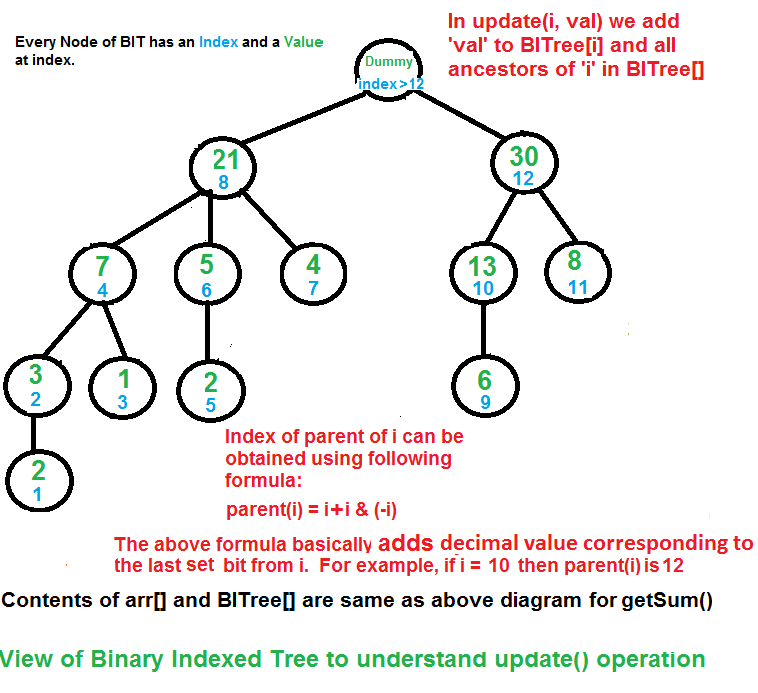 In update(i, val) we add
'val' to BITree[i] and all
ancestors of 'i' in BITree[]
Every Node of BIT has an Index and a Value
at index.
Dummy
index>12
21
8
30
12
7
4
5
6
4
7
13
10
8
11
3
2
1
3
2
5
6
9
2
1
Index of parent of i can be
obtained using following
formula:
parent(i) = i+i & (-i)
The above formula basically adds decimal value corresponding to
the last set bit from i. For example, if i = 10 then parent(i) is 12
Contents of arr[] and BITree[] are same as above diagram for getSum()
View of Binary Indexed Tree to understand update() operation